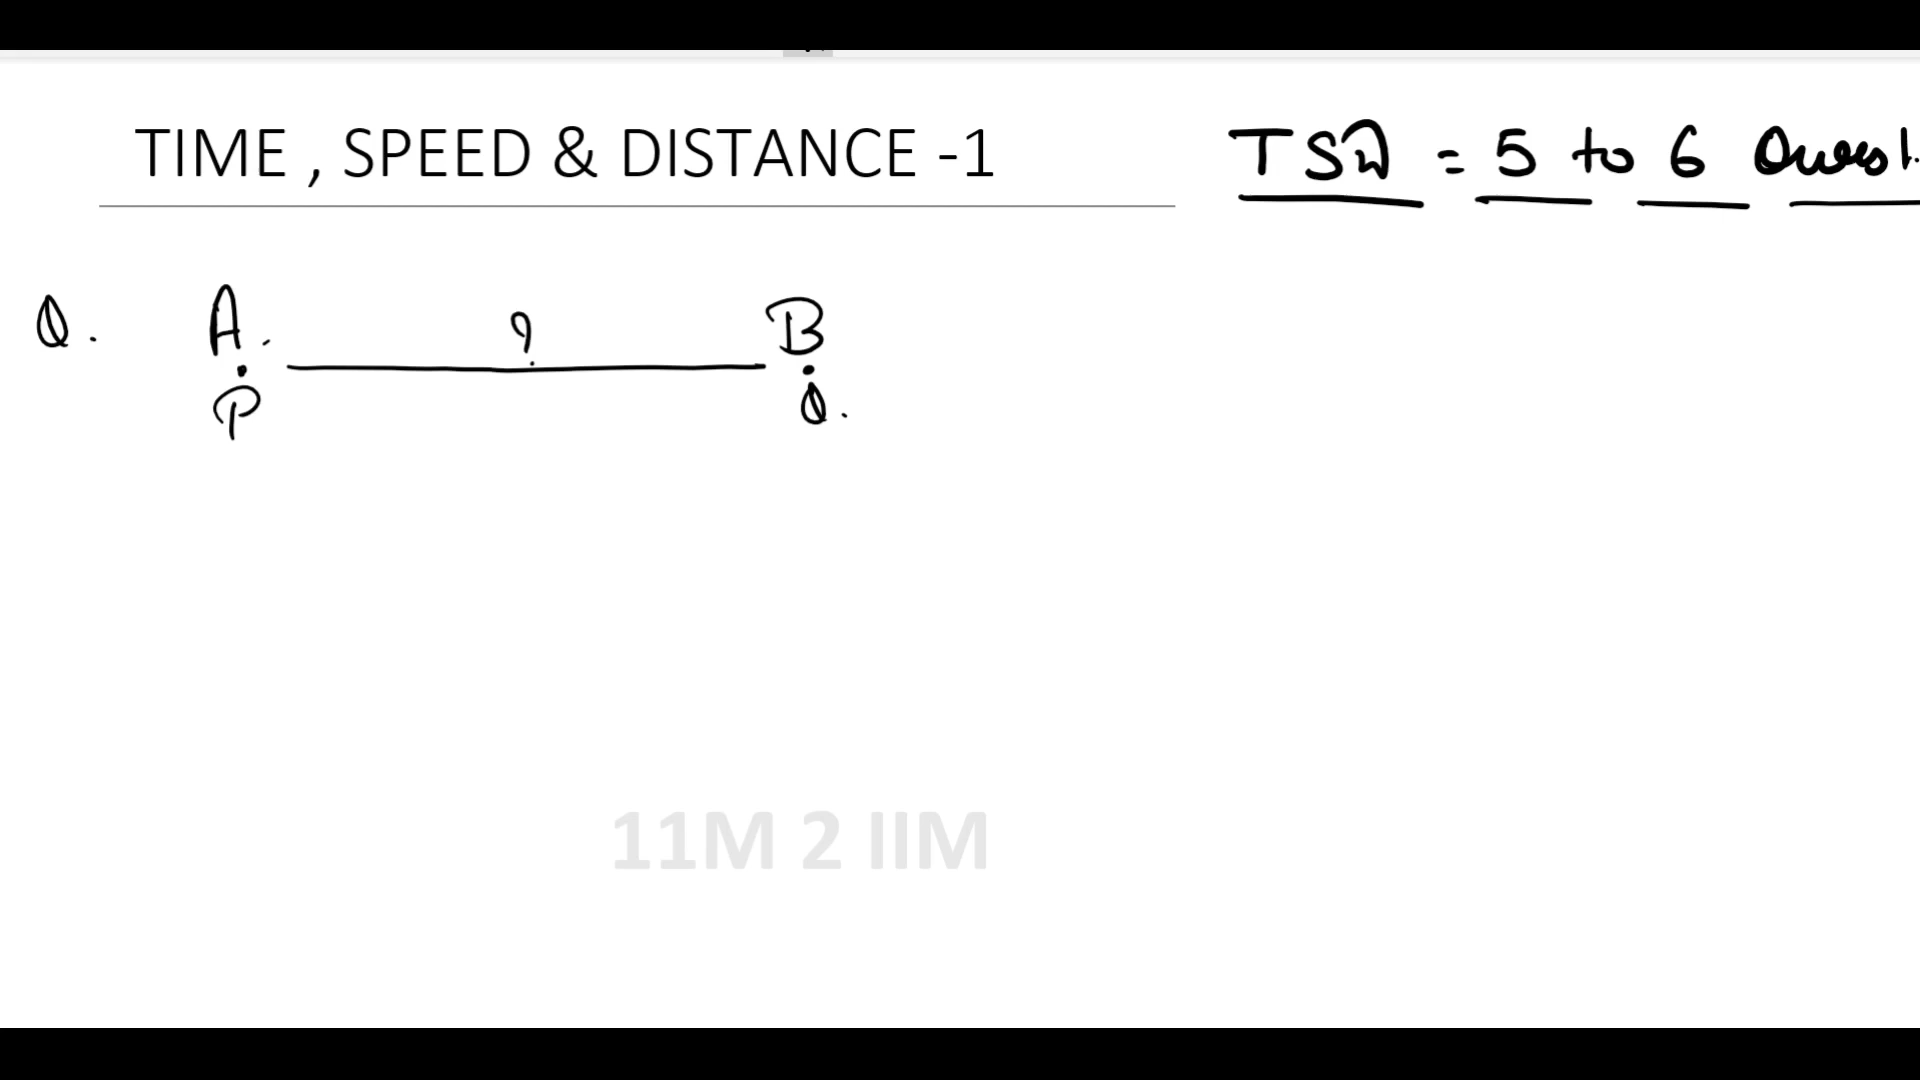 TIME , SPEED & DISTANCE -1
TSD = 5 to 6 Quest.
Q. A. ? B
P Q.
11M 2 IIM